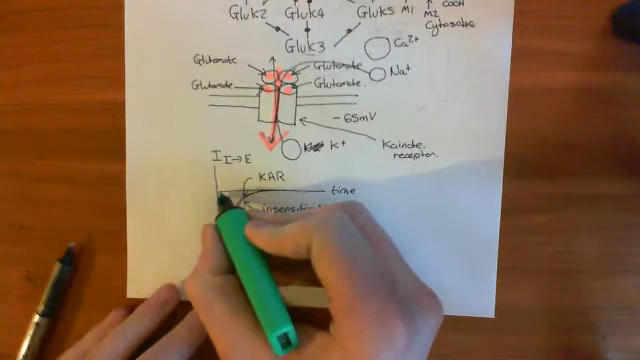 Gluk2 Gluk4 Gluk5 M1 M2 COOH
Cytosolic
Gluk3
Ca2+
Glutamate Glutamate
Na+
Glutamate Glutamate.
-65mV
Kainate receptor.
K+
I I→E
KAR
time